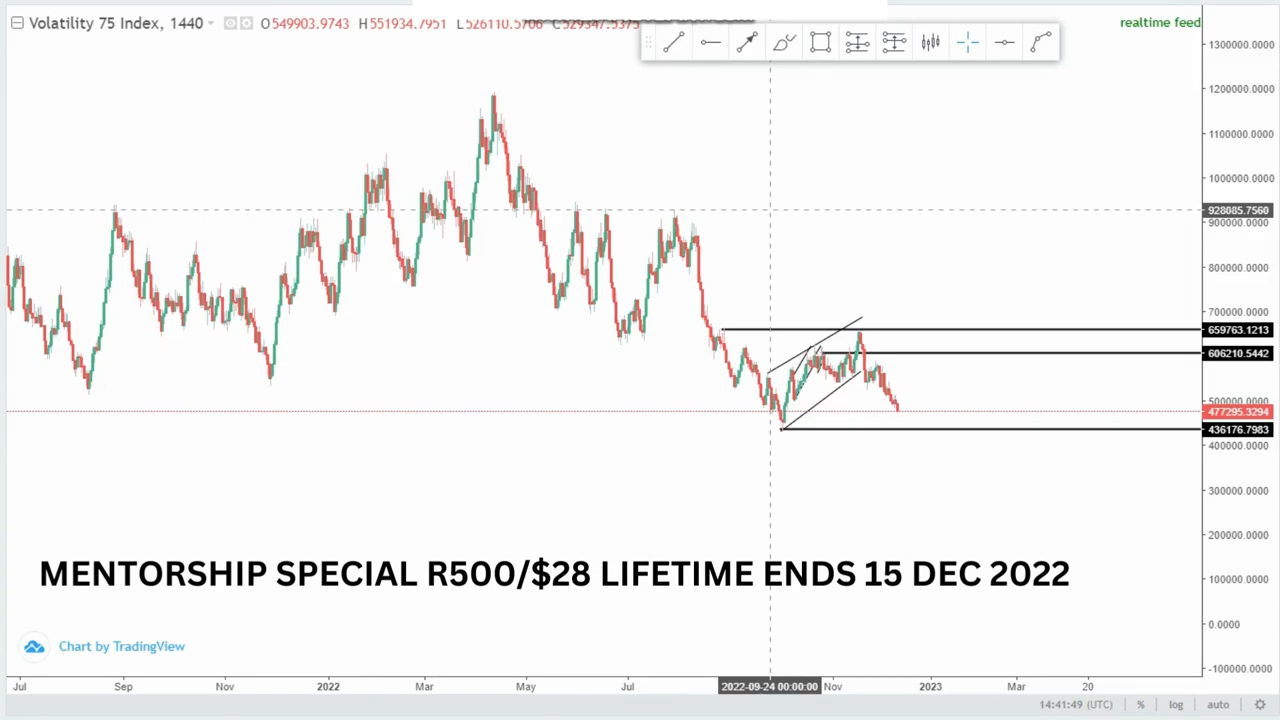 Volatility 75 Index, 1440
O549903.9743 H551934.7951 L526110.5706 C529347.5375
realtime feed
1300000.0000
1200000.0000
1100000.0000
1000000.0000
928085.7560
900000.0000
800000.0000
700000.0000
659763.1213
606210.5442
500000.0000
477295.3294
436176.7983
400000.0000
300000.0000
200000.0000
MENTORSHIP SPECIAL R500/$28 LIFETIME ENDS 15 DEC 2022
100000.0000
0.0000
Chart by TradingView
-100000.0000
Jul Sep Nov 2022 Mar May Jul 2022-09-24 00:00:00 Nov 2023 Mar 20
14:41:49 (UTC) % log auto